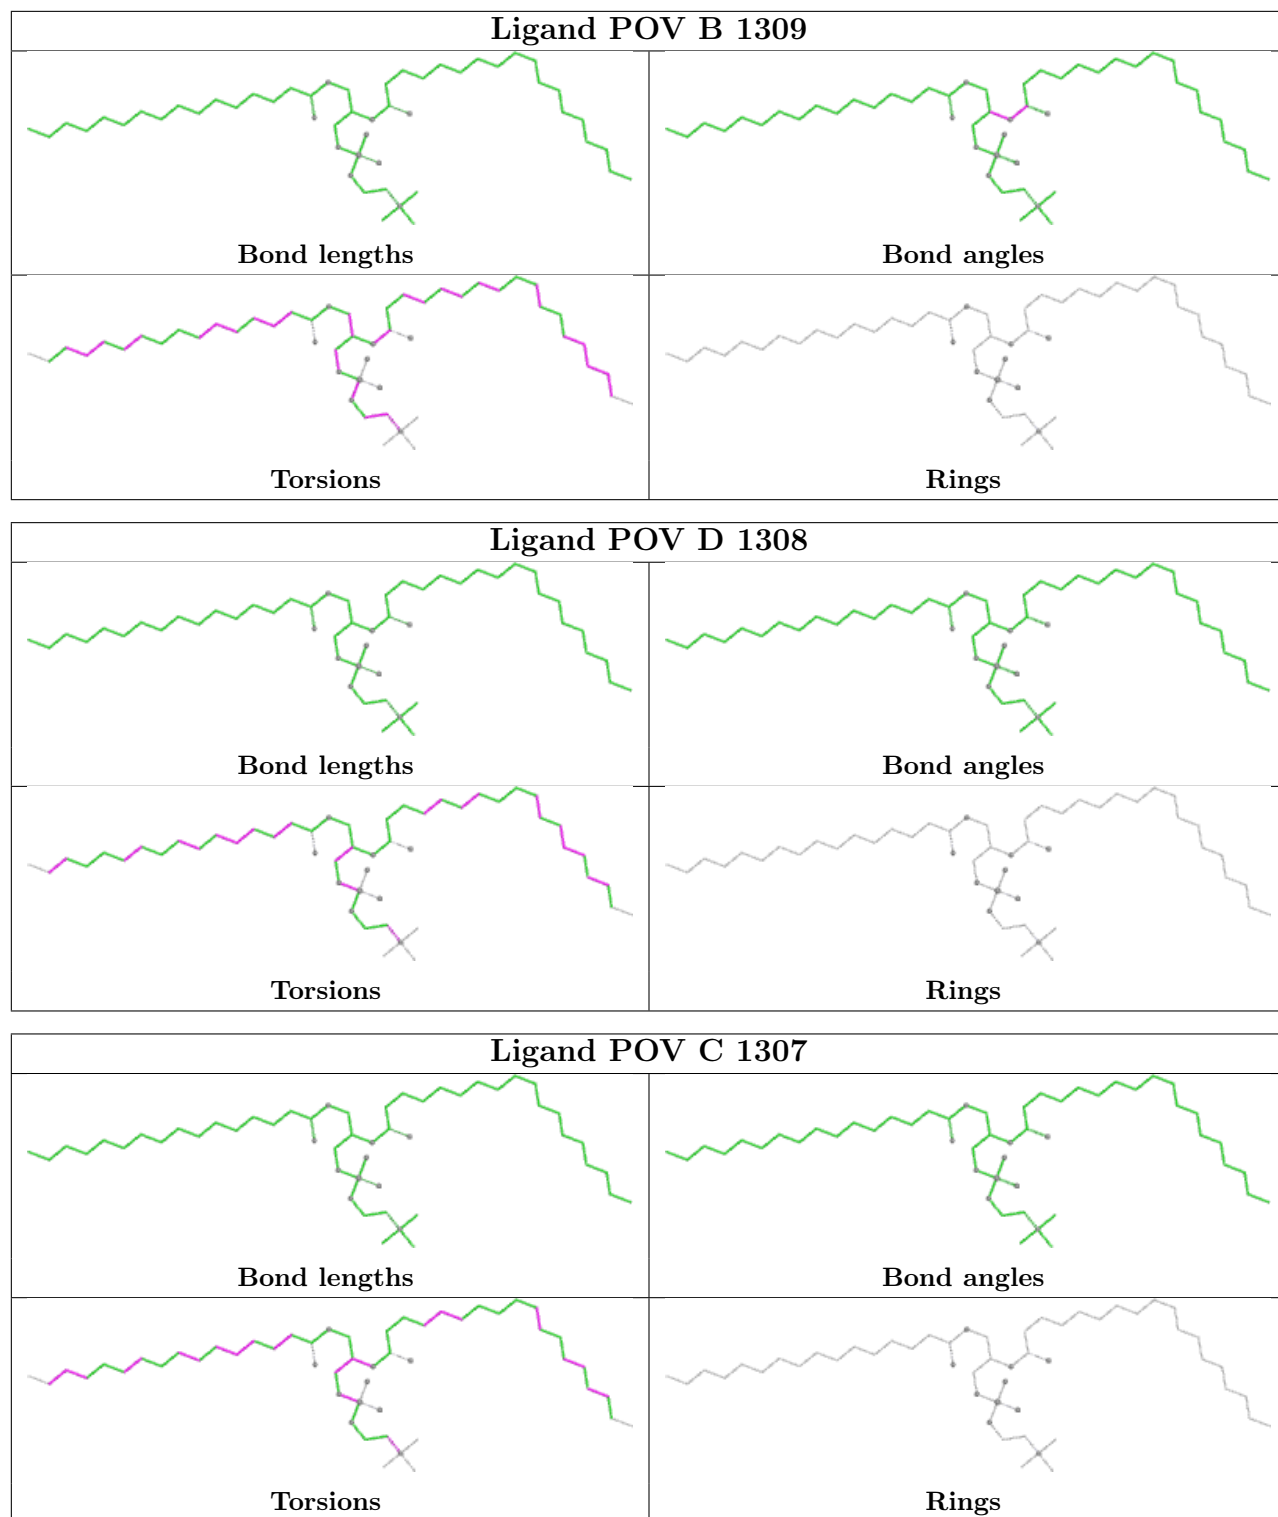 Ligand POV B 1309
Bond lengths
Bond angles
Torsions
Rings
Ligand POV D 1308
Bond lengths
Bond angles
Torsions
Rings
Ligand POV C 1307
Bond lengths
Bond angles
Torsions
Rings